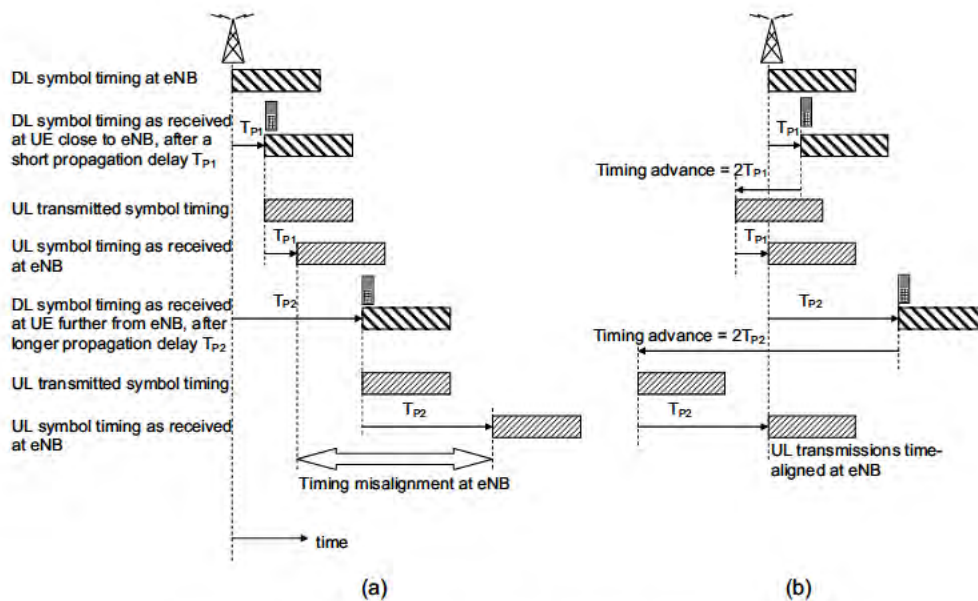 DL symbol timing at eNB
DL symbol timing as received
at UE close to eNB, after a
short propagation delay TP1
TP1
UL transmitted symbol timing
UL symbol timing as received
at eNB
TP1
DL symbol timing as received
at UE further from eNB, after
longer propagation delay TP2
TP2
UL transmitted symbol timing
UL symbol timing as received
at eNB
TP2
Timing misalignment at eNB
time
(a)
TP1
Timing advance = 2TP1
TP1
TP2
Timing advance = 2TP2
TP2
UL transmissions time-
aligned at eNB
(b)